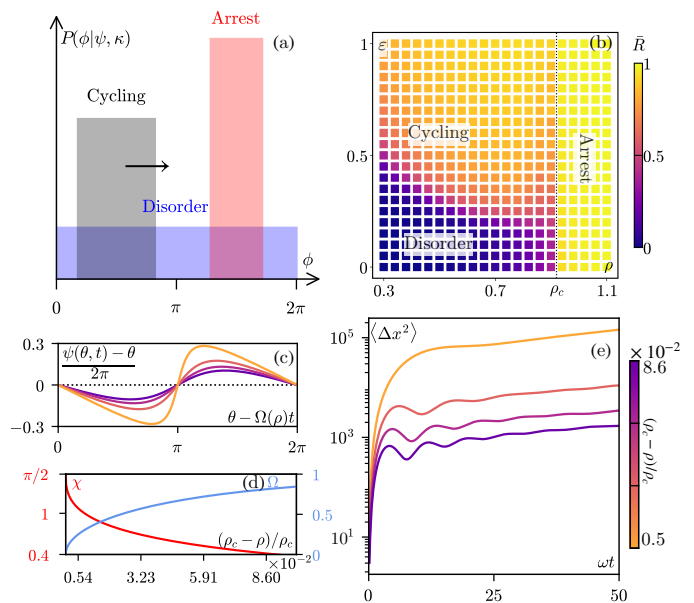 P(ϕ|ψ, κ)
Arrest
(a)
Cycling
Disorder
ϕ
0
π
2π
(b)
ε
1
0.5
0
Cycling
Disorder
Arrest
ρ
0.3
0.7
ρc
1.1
R̄
1
0.5
0
0.3
0
−0.3
ψ(θ, t) − θ
2π
(c)
θ − Ω(ρ)t
0
π
2π
π/2
1
0.4
χ
(d)
Ω
1
0.5
0
(ρc − ρ)/ρc
×10⁻²
0.54
3.23
5.91
8.60
⟨Δx²⟩
(e)
10⁵
10³
10¹
ωt
0
25
50
×10⁻²
8.6
(ρc − ρ)/ρc
0.5